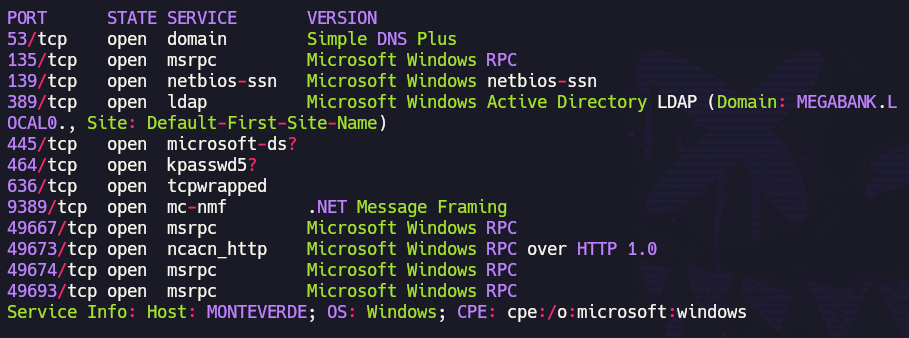 PORT      STATE SERVICE       VERSION
53/tcp    open  domain        Simple DNS Plus
135/tcp   open  msrpc         Microsoft Windows RPC
139/tcp   open  netbios-ssn   Microsoft Windows netbios-ssn
389/tcp   open  ldap          Microsoft Windows Active Directory LDAP (Domain: MEGABANK.L
OCAL0., Site: Default-First-Site-Name)
445/tcp   open  microsoft-ds?
464/tcp   open  kpasswd5?
636/tcp   open  tcpwrapped
9389/tcp  open  mc-nmf        .NET Message Framing
49667/tcp open  msrpc         Microsoft Windows RPC
49673/tcp open  ncacn_http    Microsoft Windows RPC over HTTP 1.0
49674/tcp open  msrpc         Microsoft Windows RPC
49693/tcp open  msrpc         Microsoft Windows RPC
Service Info: Host: MONTEVERDE; OS: Windows; CPE: cpe:/o:microsoft:windows